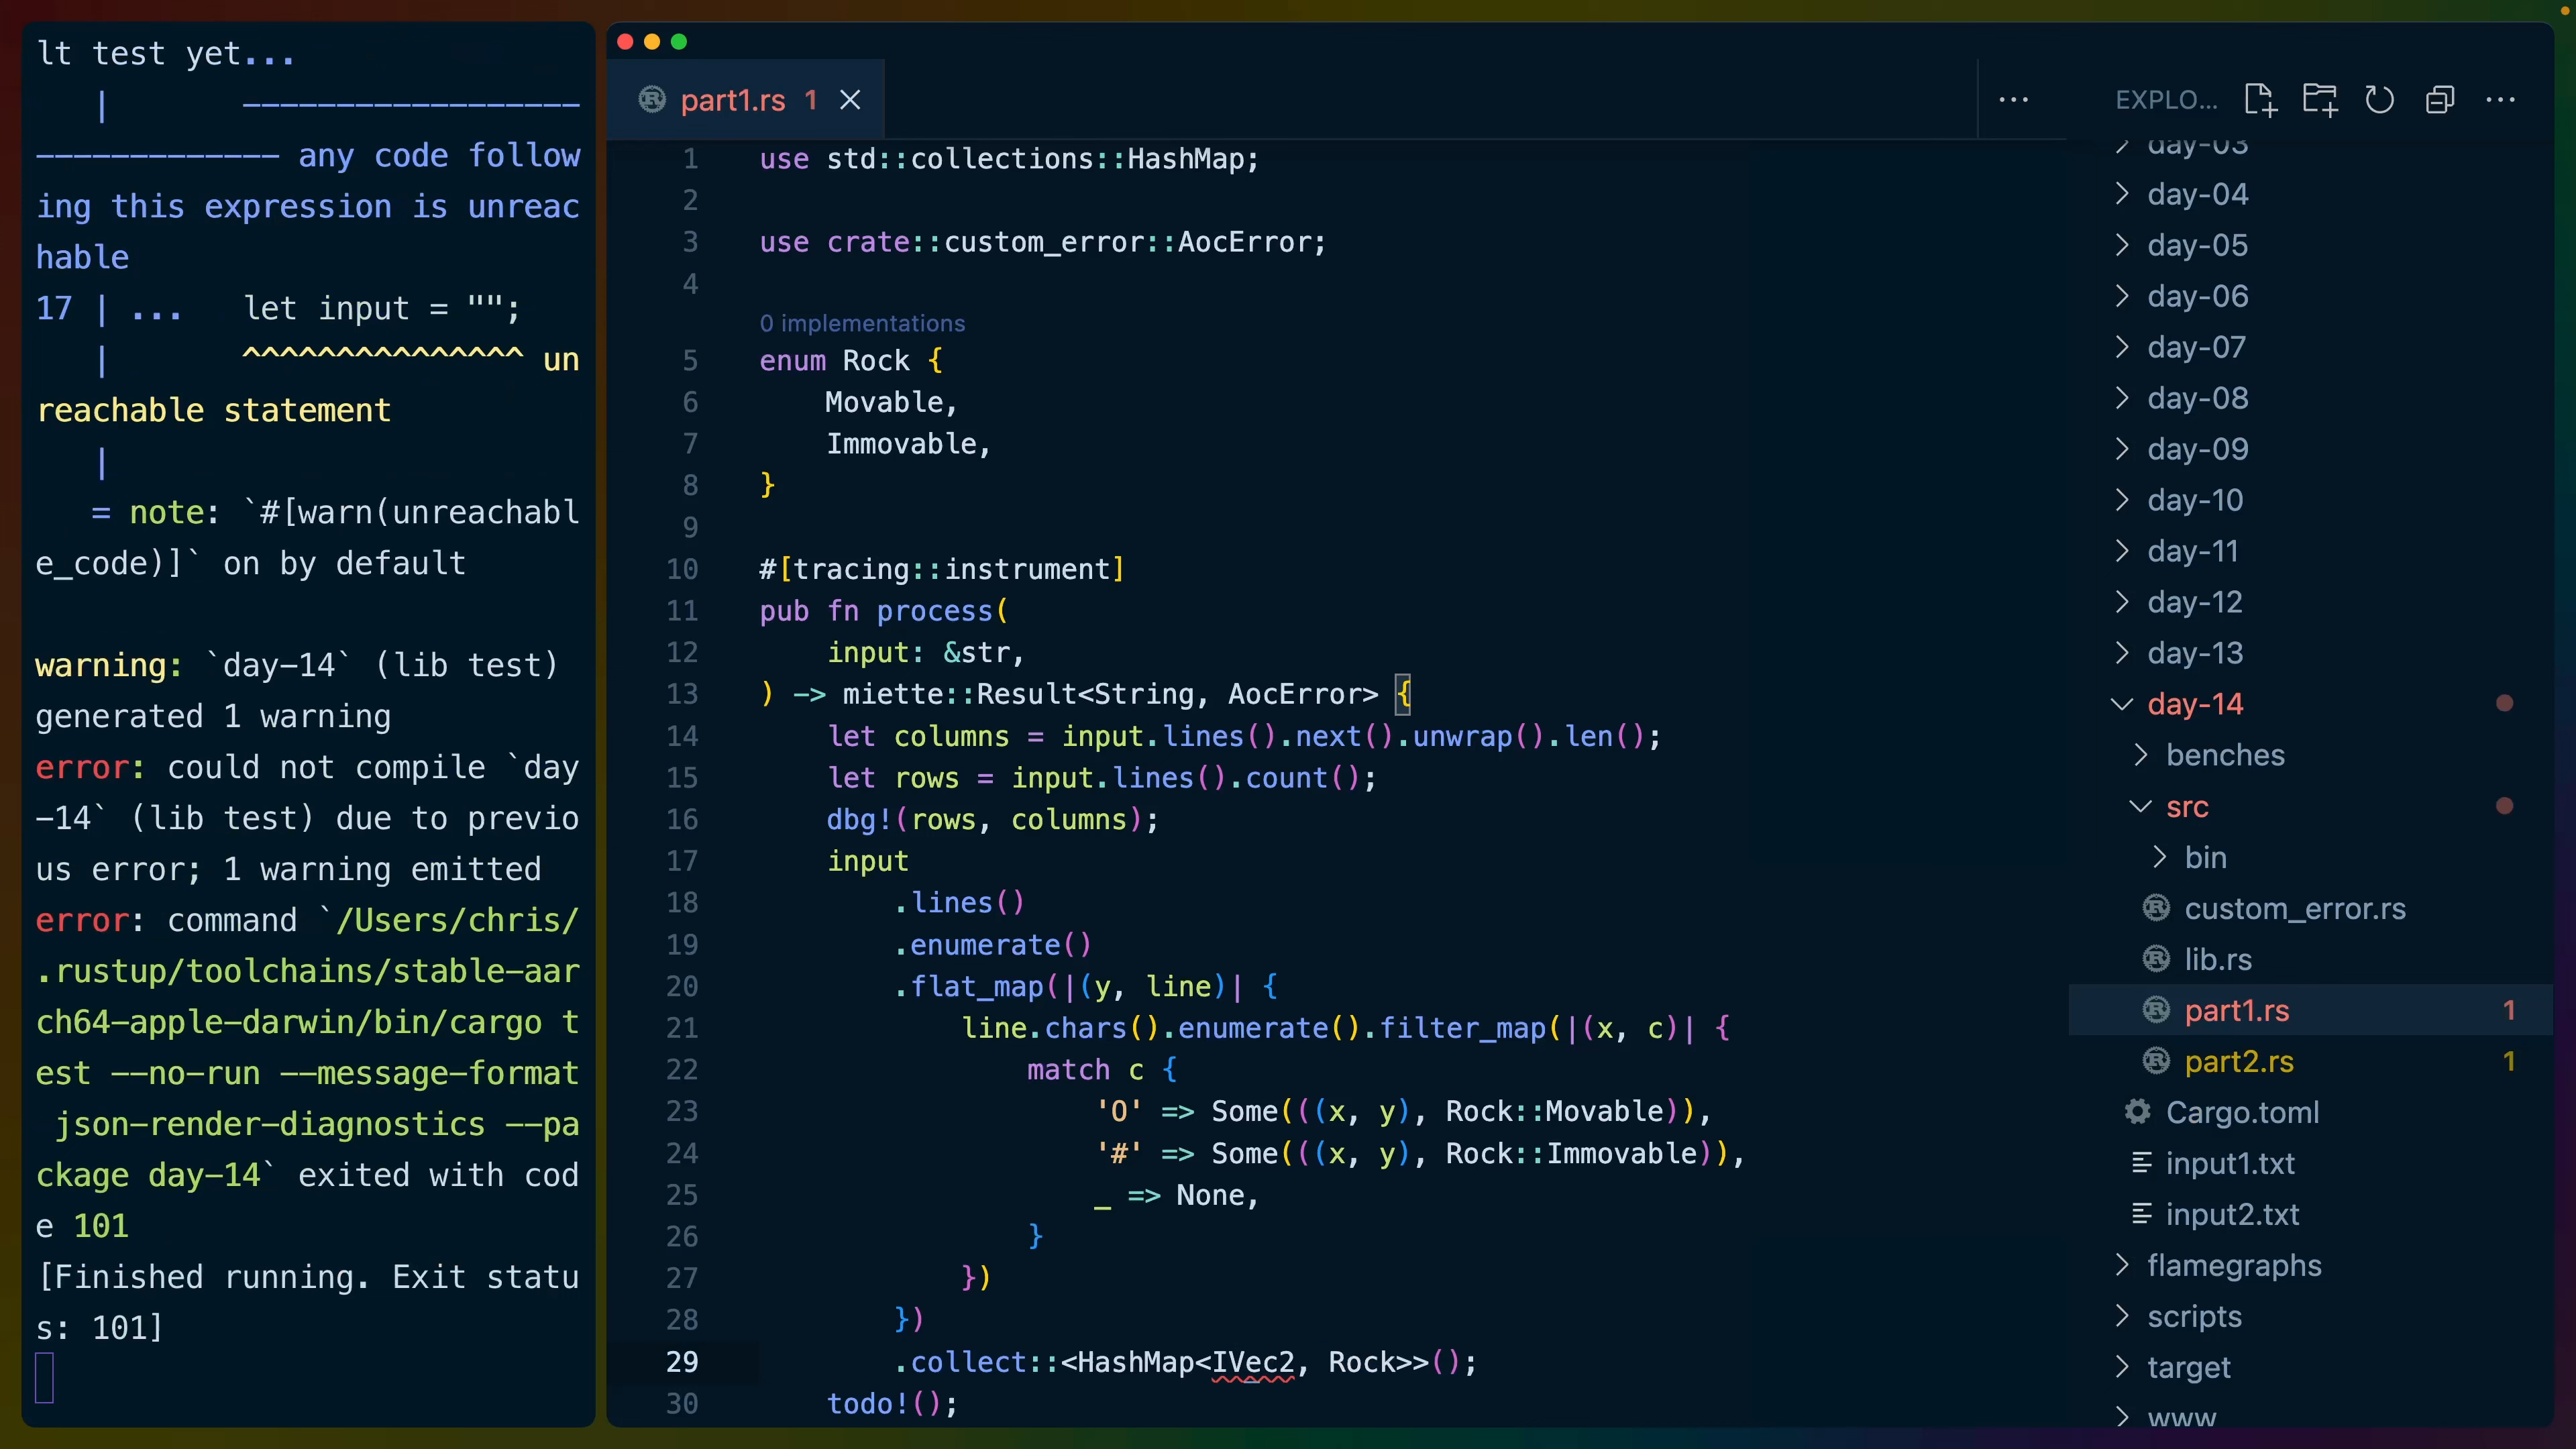 lt test yet...
| ------------------
------------- any code follow
ing this expression is unreac
hable
17 | ... let input = "";
| ^^^^^^^^^^^^^^^ un
reachable statement
|
= note: `#[warn(unreachabl
e_code)]` on by default
warning: `day-14` (lib test)
generated 1 warning
error: could not compile `day
-14` (lib test) due to previo
us error; 1 warning emitted
error: command `/Users/chris/
.rustup/toolchains/stable-aar
ch64-apple-darwin/bin/cargo t
est --no-run --message-format
json-render-diagnostics --pa
ckage day-14` exited with cod
e 101
[Finished running. Exit statu
s: 101]
part1.rs 1
1 use std::collections::HashMap;
2
3 use crate::custom_error::AocError;
4
0 implementations
5 enum Rock {
6 Movable,
7 Immovable,
8 }
9
10 #[tracing::instrument]
11 pub fn process(
12 input: &str,
13 ) -> miette::Result<String, AocError> {
14 let columns = input.lines().next().unwrap().len();
15 let rows = input.lines().count();
16 dbg!(rows, columns);
17 input
18 .lines()
19 .enumerate()
20 .flat_map(|(y, line)| {
21 line.chars().enumerate().filter_map(|(x, c)| {
22 match c {
23 'O' => Some(((x, y), Rock::Movable)),
24 '#' => Some(((x, y), Rock::Immovable)),
25 _ => None,
26 }
27 })
28 })
29 .collect::<HashMap<IVec2, Rock>>();
30 todo!();
EXPLO...
day-03
day-04
day-05
day-06
day-07
day-08
day-09
day-10
day-11
day-12
day-13
day-14
benches
src
bin
custom_error.rs
lib.rs
part1.rs 1
part2.rs 1
Cargo.toml
input1.txt
input2.txt
flamegraphs
scripts
target
www